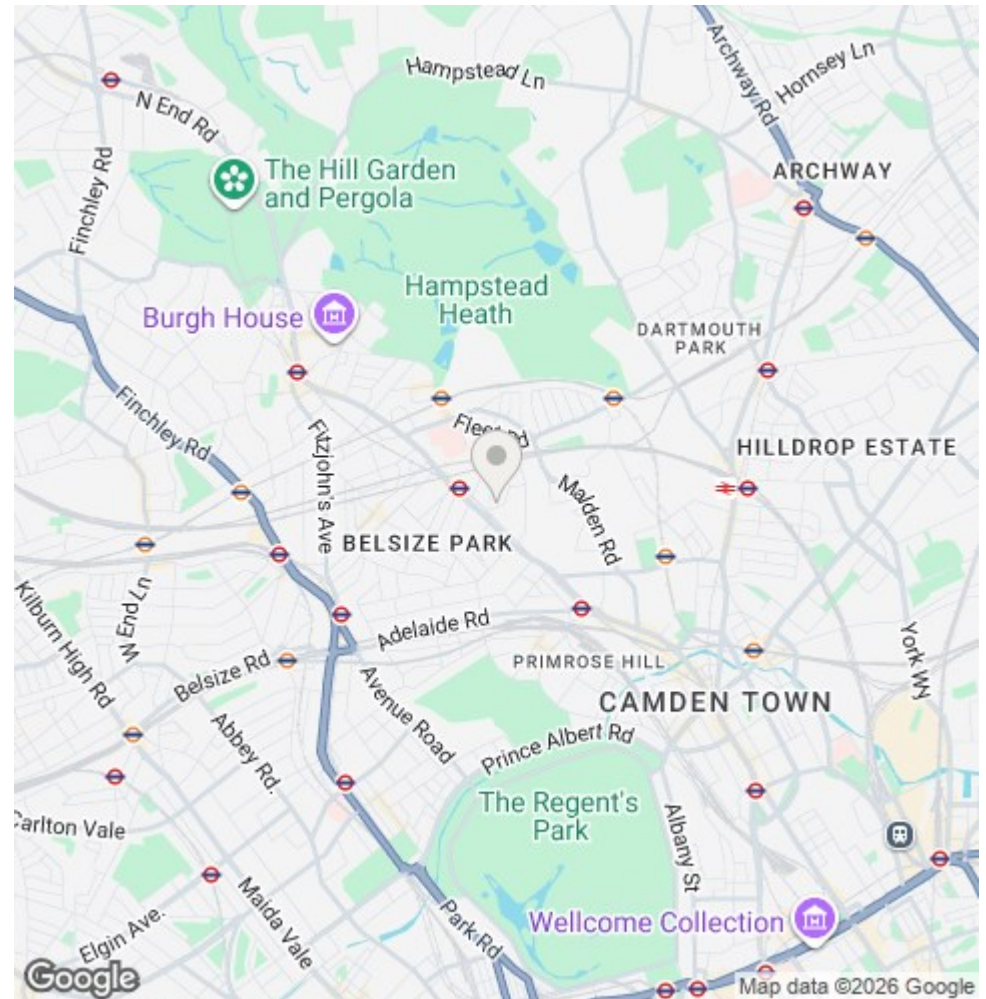 Hampstead Ln
Hornsey Ln
Archway Rd
N End Rd
Finchley Rd
The Hill Garden
and Pergola
ARCHWAY
Hampstead
Heath
Burgh House
DARTMOUTH
PARK
Finchley Rd
Fitzjohn's Ave
Fleet Rd
HILLDROP ESTATE
Malden Rd
BELSIZE PARK
W End Ln
Kilburn High Rd
Adelaide Rd
York Wy
Belsize Rd
PRIMROSE HILL
Avenue Road
CAMDEN TOWN
Abbey Rd.
Prince Albert Rd
The Regent's
Park
Carlton Vale
Albany St
Maida Vale
Elgin Ave.
Park Rd
Wellcome Collection
Google
Map data ©2026 Google